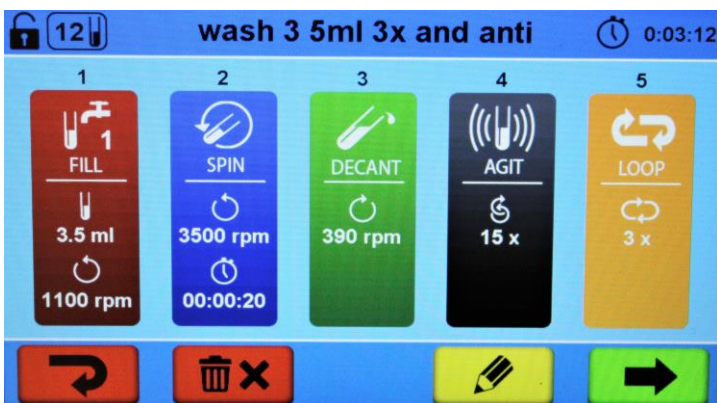 12 wash 3 5ml 3x and anti 0:03:12
1 2 3 4 5
1
FILL SPIN DECANT AGIT LOOP
3.5 ml 3500 rpm 390 rpm 15 x 3 x
1100 rpm 00:00:20